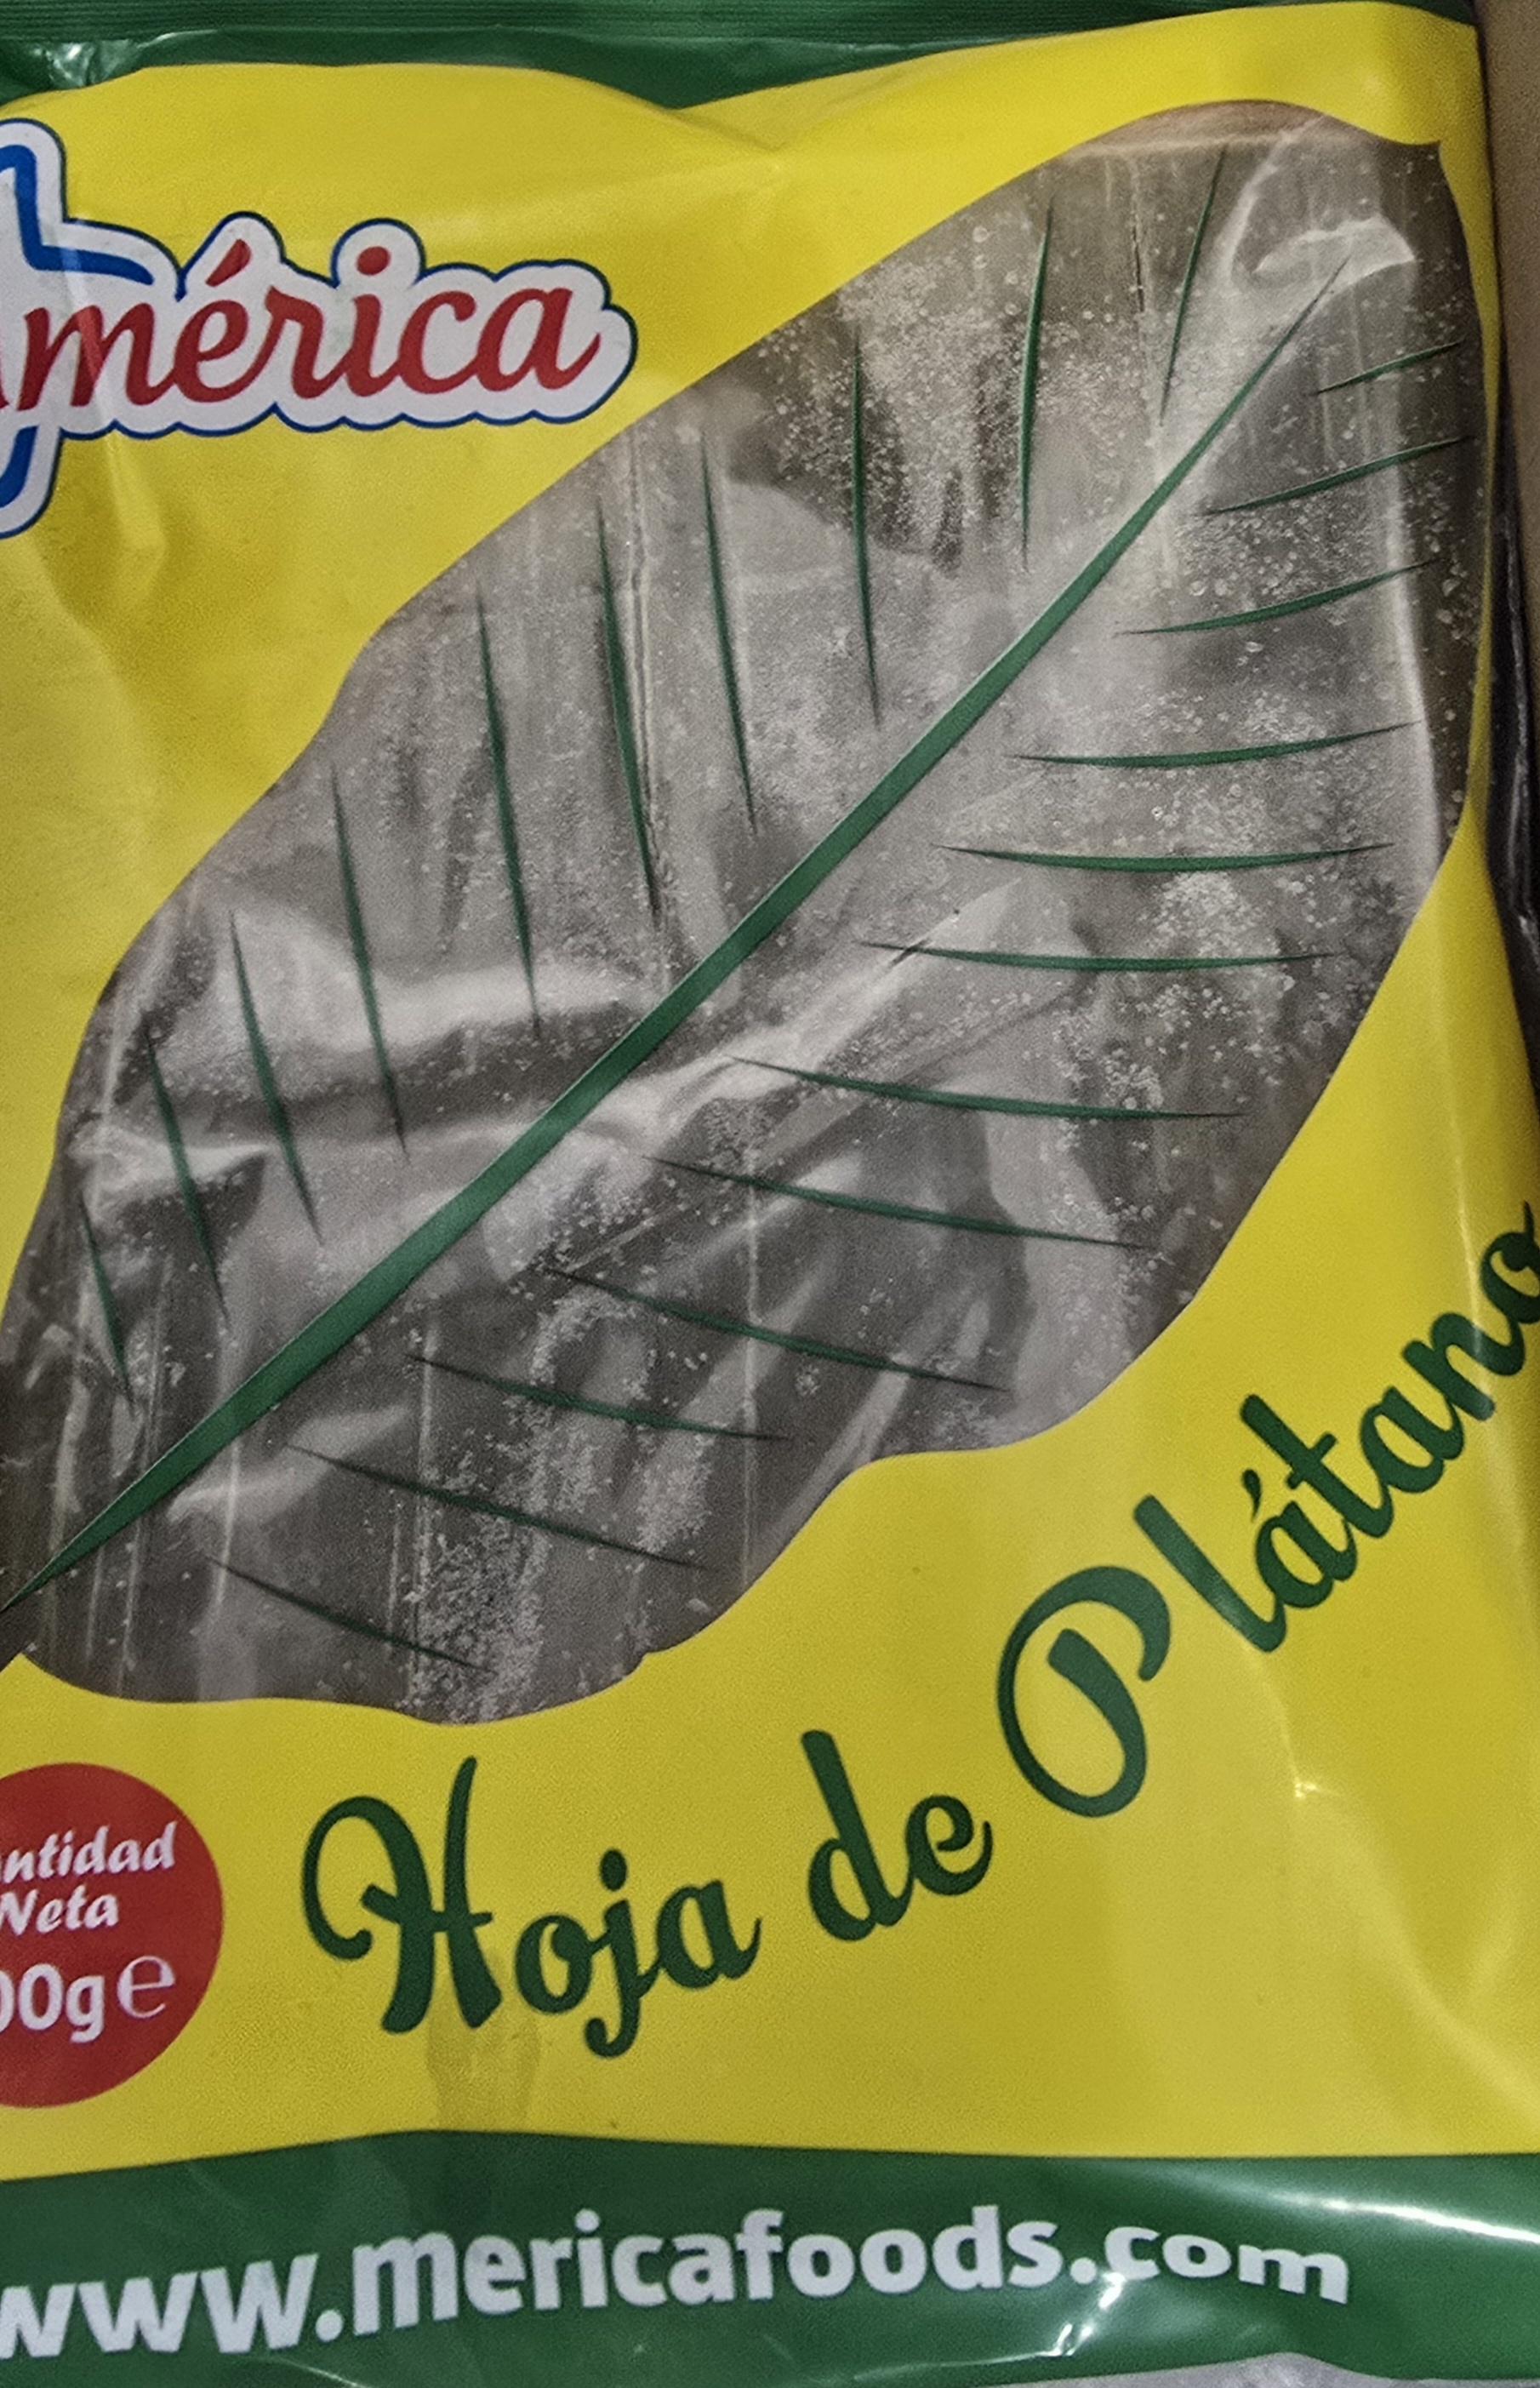 mérica
Hoja de Plátano
ntidad
Neta
00g e
www.mericafoods.com